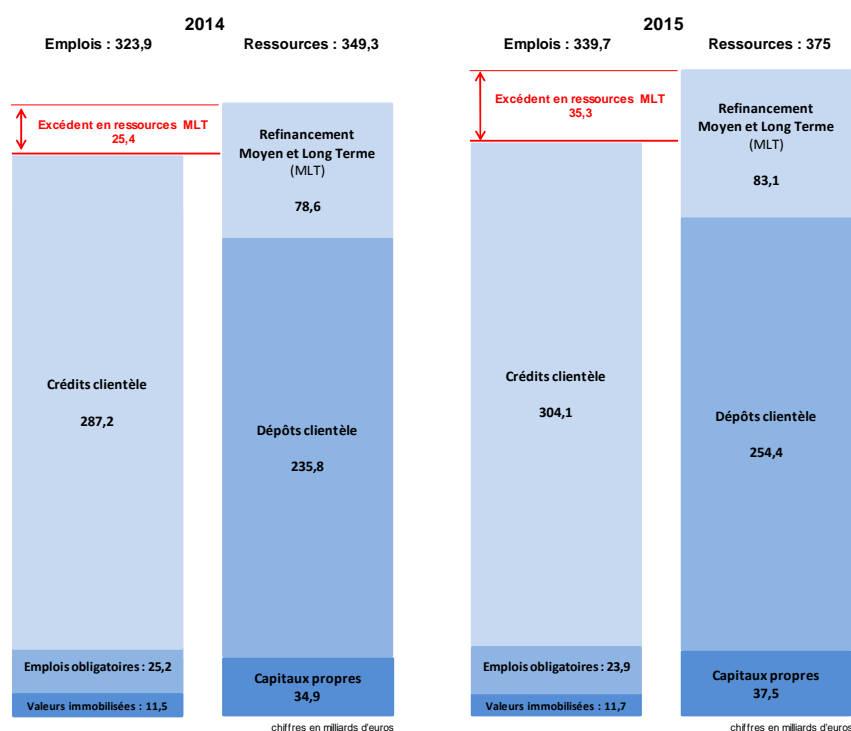 2014
Emplois : 323,9
Ressources : 349,3
Excédent en ressources MLT
25,4
Refinancement
Moyen et Long Terme
(MLT)
78,6
Crédits clientèle
287,2
Dépôts clientèle
235,8
Emplois obligatoires : 25,2
Valeurs immobilisées : 11,5
Capitaux propres
34,9
chiffres en milliards d'euros
2015
Emplois : 339,7
Ressources : 375
Excédent en ressources MLT
35,3
Refinancement
Moyen et Long Terme
(MLT)
83,1
Crédits clientèle
304,1
Dépôts clientèle
254,4
Emplois obligatoires : 23,9
Valeurs immobilisées : 11,7
Capitaux propres
37,5
chiffres en milliards d'euros